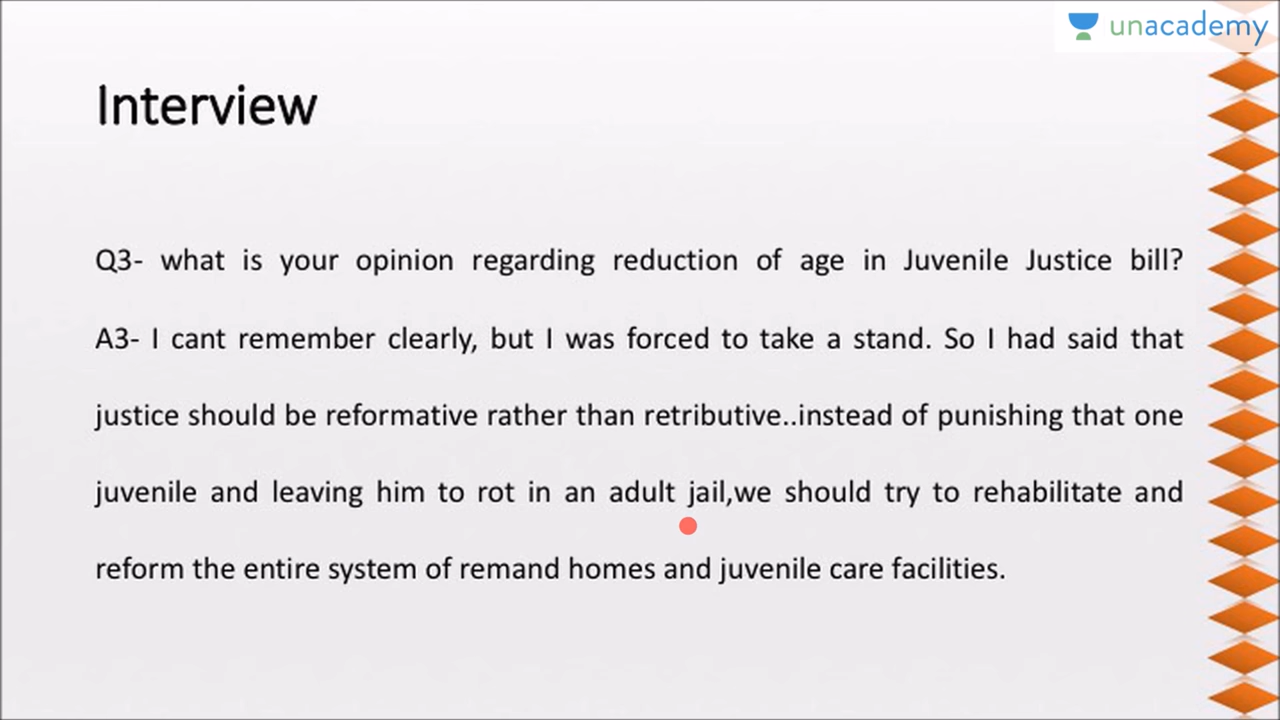 unacademy
Interview
Q3- what is your opinion regarding reduction of age in Juvenile Justice bill?
A3- I cant remember clearly, but I was forced to take a stand. So I had said that
justice should be reformative rather than retributive..instead of punishing that one
juvenile and leaving him to rot in an adult jail,we should try to rehabilitate and
reform the entire system of remand homes and juvenile care facilities.